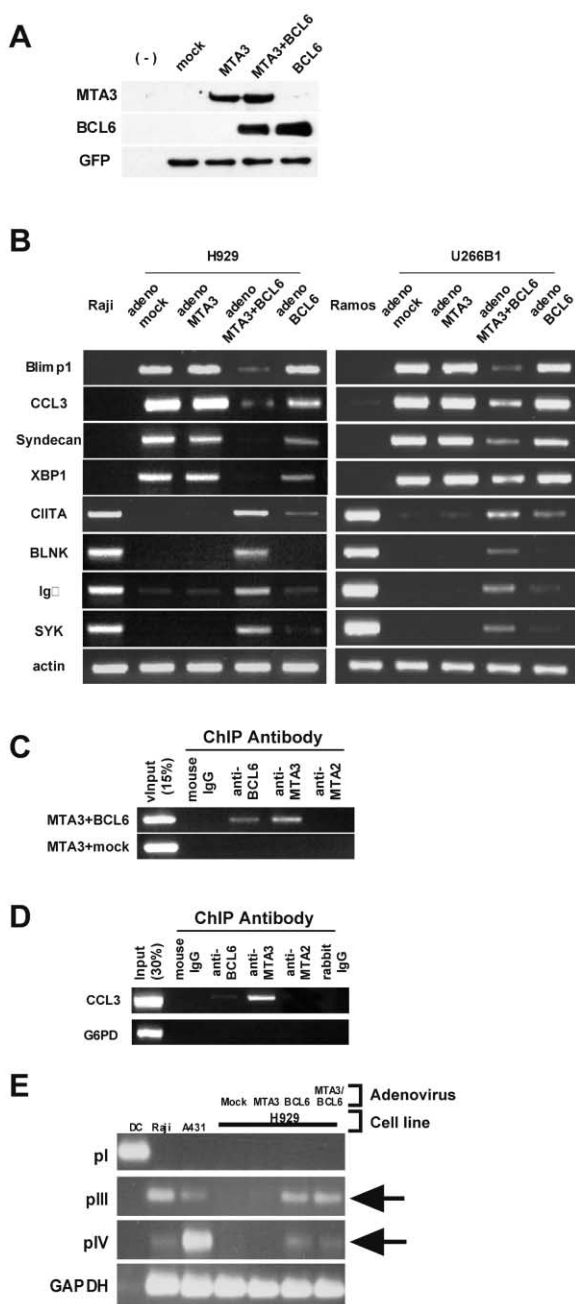 A
( - ) mock MTA3 MTA3+BCL6 BCL6
MTA3
BCL6
GFP
B
H929 U266B1
Raji adeno mock adeno MTA3 adeno MTA3+BCL6 adeno BCL6 Ramos adeno mock adeno MTA3 adeno MTA3+BCL6 adeno BCL6
Blimp1
CCL3
Syndecan
XBP1
CIITA
BLNK
Ig□
SYK
actin
C
ChIP Antibody
vInput (15%) mouse IgG anti-BCL6 anti-MTA3 anti-MTA2
MTA3+BCL6
MTA3+mock
D
ChIP Antibody
Input (30%) mouse IgG anti-BCL6 anti-MTA3 anti-MTA2 rabbit IgG
CCL3
G6PD
E
Mock MTA3 BCL6 MTA3/BCL6 Adenovirus
DC Raji A431 H929 Cell line
pI
pIII
pIV
GAPDH